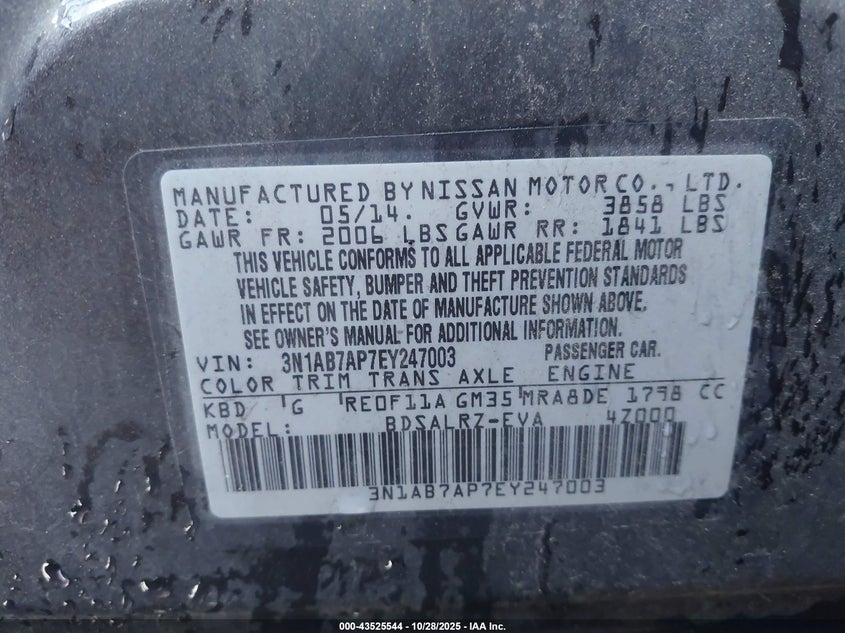 MANUFACTURED BY NISSAN MOTOR CO., LTD.
DATE: 05/14. GVWR: 3858 LBS
GAWR FR: 2006 LBS GAWR RR: 1841 LBS
THIS VEHICLE CONFORMS TO ALL APPLICABLE FEDERAL MOTOR
VEHICLE SAFETY, BUMPER AND THEFT PREVENTION STANDARDS
IN EFFECT ON THE DATE OF MANUFACTURE SHOWN ABOVE.
SEE OWNER'S MANUAL FOR ADDITIONAL INFORMATION.
VIN: 3N1AB7AP7EY247003 PASSENGER CAR.
COLOR TRIM TRANS AXLE ENGINE
KBD G RE0F11A GM35 MRA8DE 1798 CC
MODEL: BDSALRZ-EVA 4Z000
3N1AB7AP7EY247003
000-43525544 - 10/28/2025 - IAA Inc.